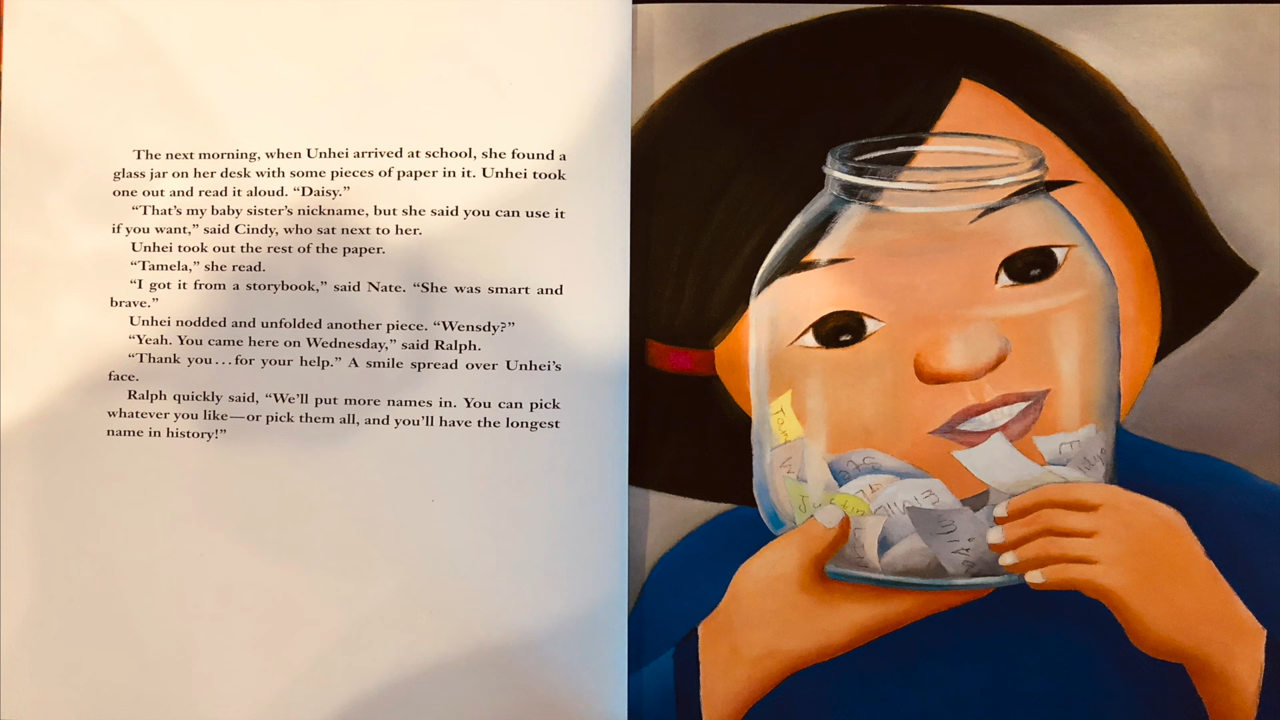 The next morning, when Unhei arrived at school, she found a
glass jar on her desk with some pieces of paper in it. Unhei took
one out and read it aloud. “Daisy.”
“That’s my baby sister’s nickname, but she said you can use it
if you want,” said Cindy, who sat next to her.
Unhei took out the rest of the paper.
“Tamela,” she read.
“I got it from a storybook,” said Nate. “She was smart and
brave.”
Unhei nodded and unfolded another piece. “Wensdy?”
“Yeah. You came here on Wednesday,” said Ralph.
“Thank you . . . for your help.” A smile spread over Unhei’s
face.
Ralph quickly said, “We’ll put more names in. You can pick
whatever you like—or pick them all, and you’ll have the longest
name in history!”
Tam